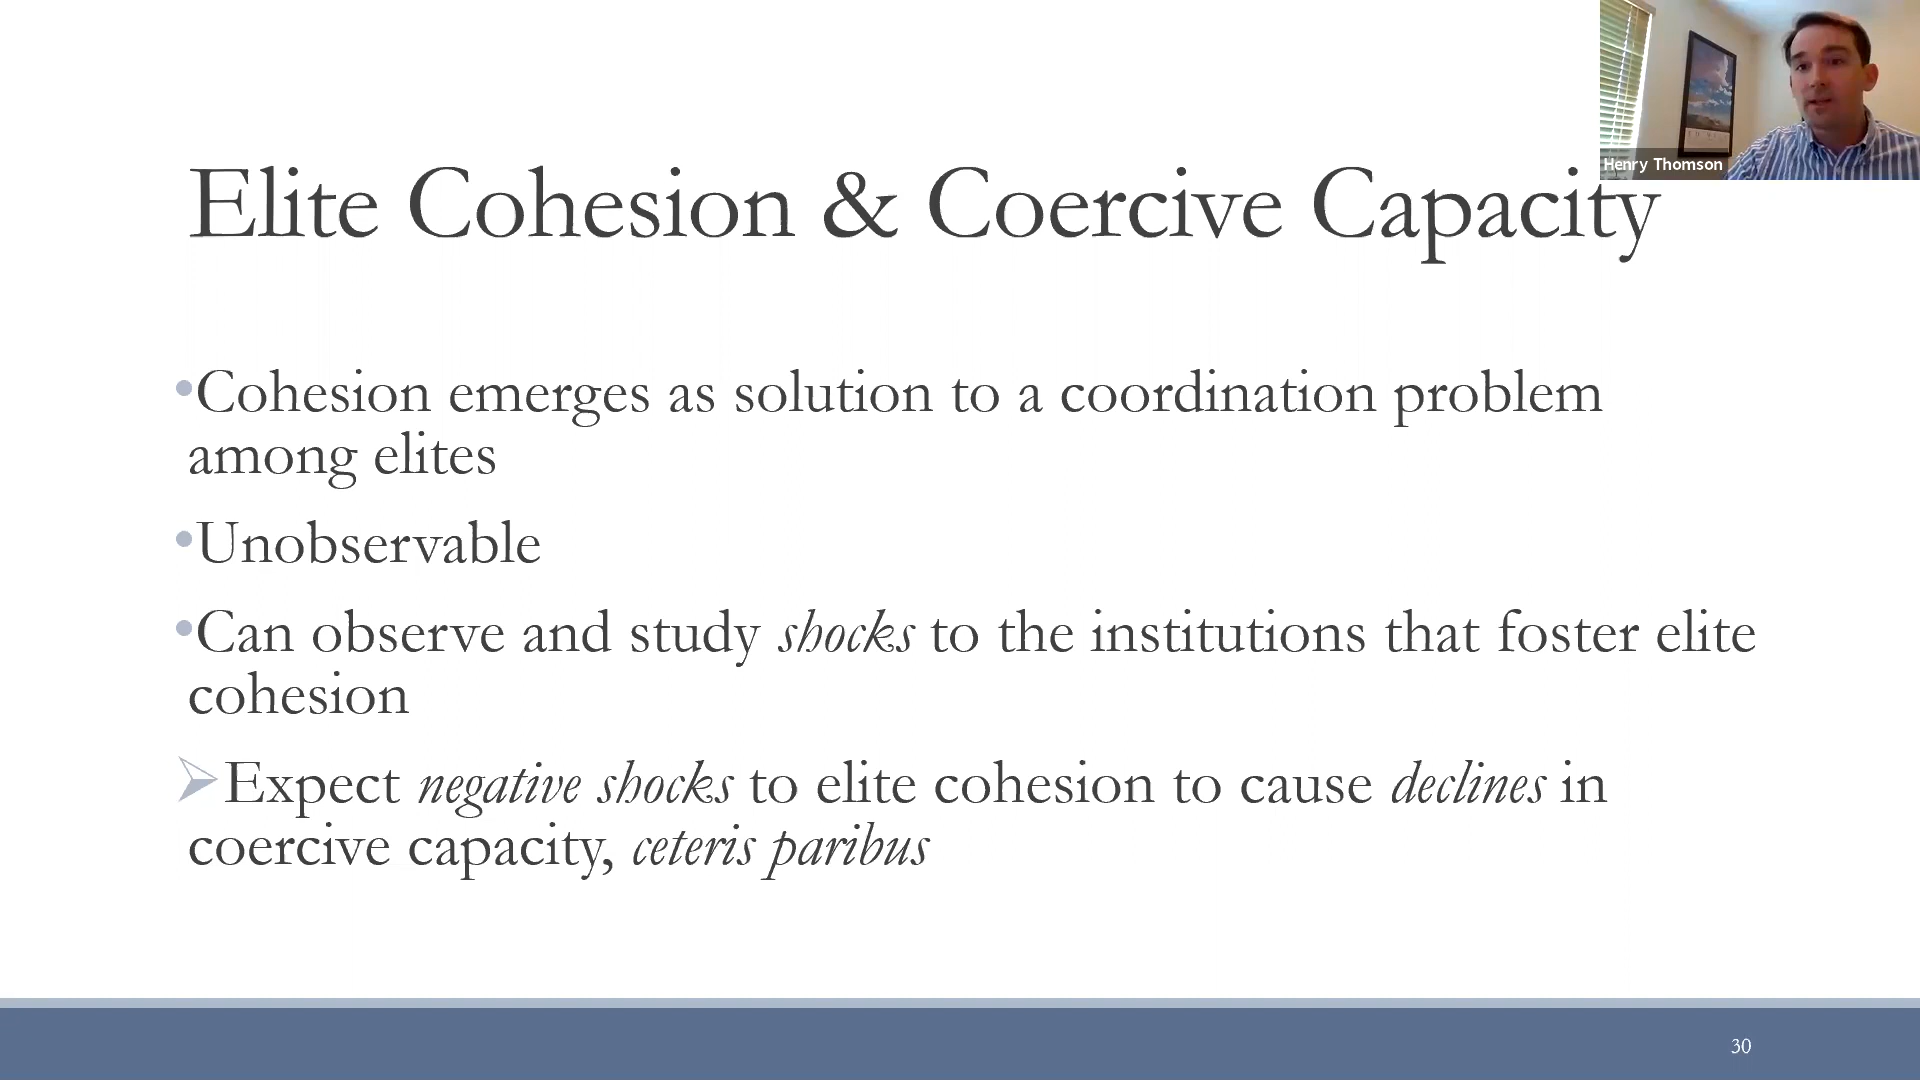 Henry Thomson
Elite Cohesion & Coercive Capacity
•Cohesion emerges as solution to a coordination problem
among elites
•Unobservable
•Can observe and study shocks to the institutions that foster elite
cohesion
➢Expect negative shocks to elite cohesion to cause declines in
coercive capacity, ceteris paribus
30